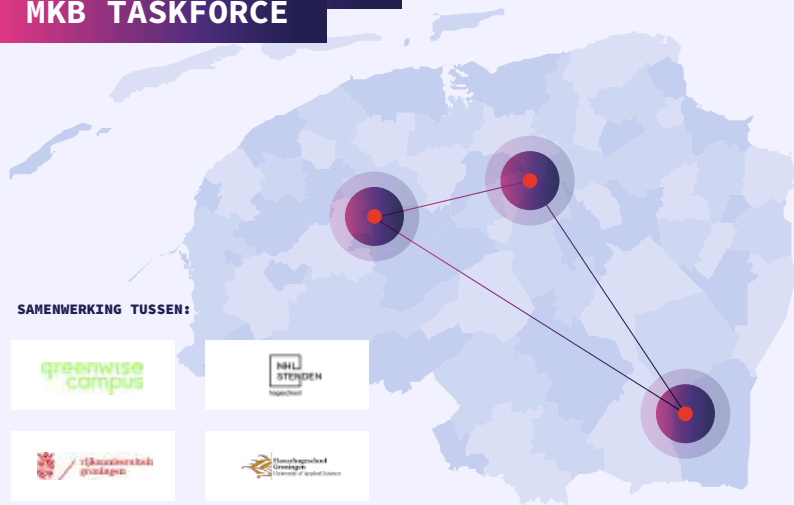 MKB TASKFORCE
SAMENWERKING TUSSEN:
greenwise
campus
NHL
STENDEN
hogeschool
rijksuniversiteit
groningen
Hanzehogeschool
Groningen
University of Applied Sciences